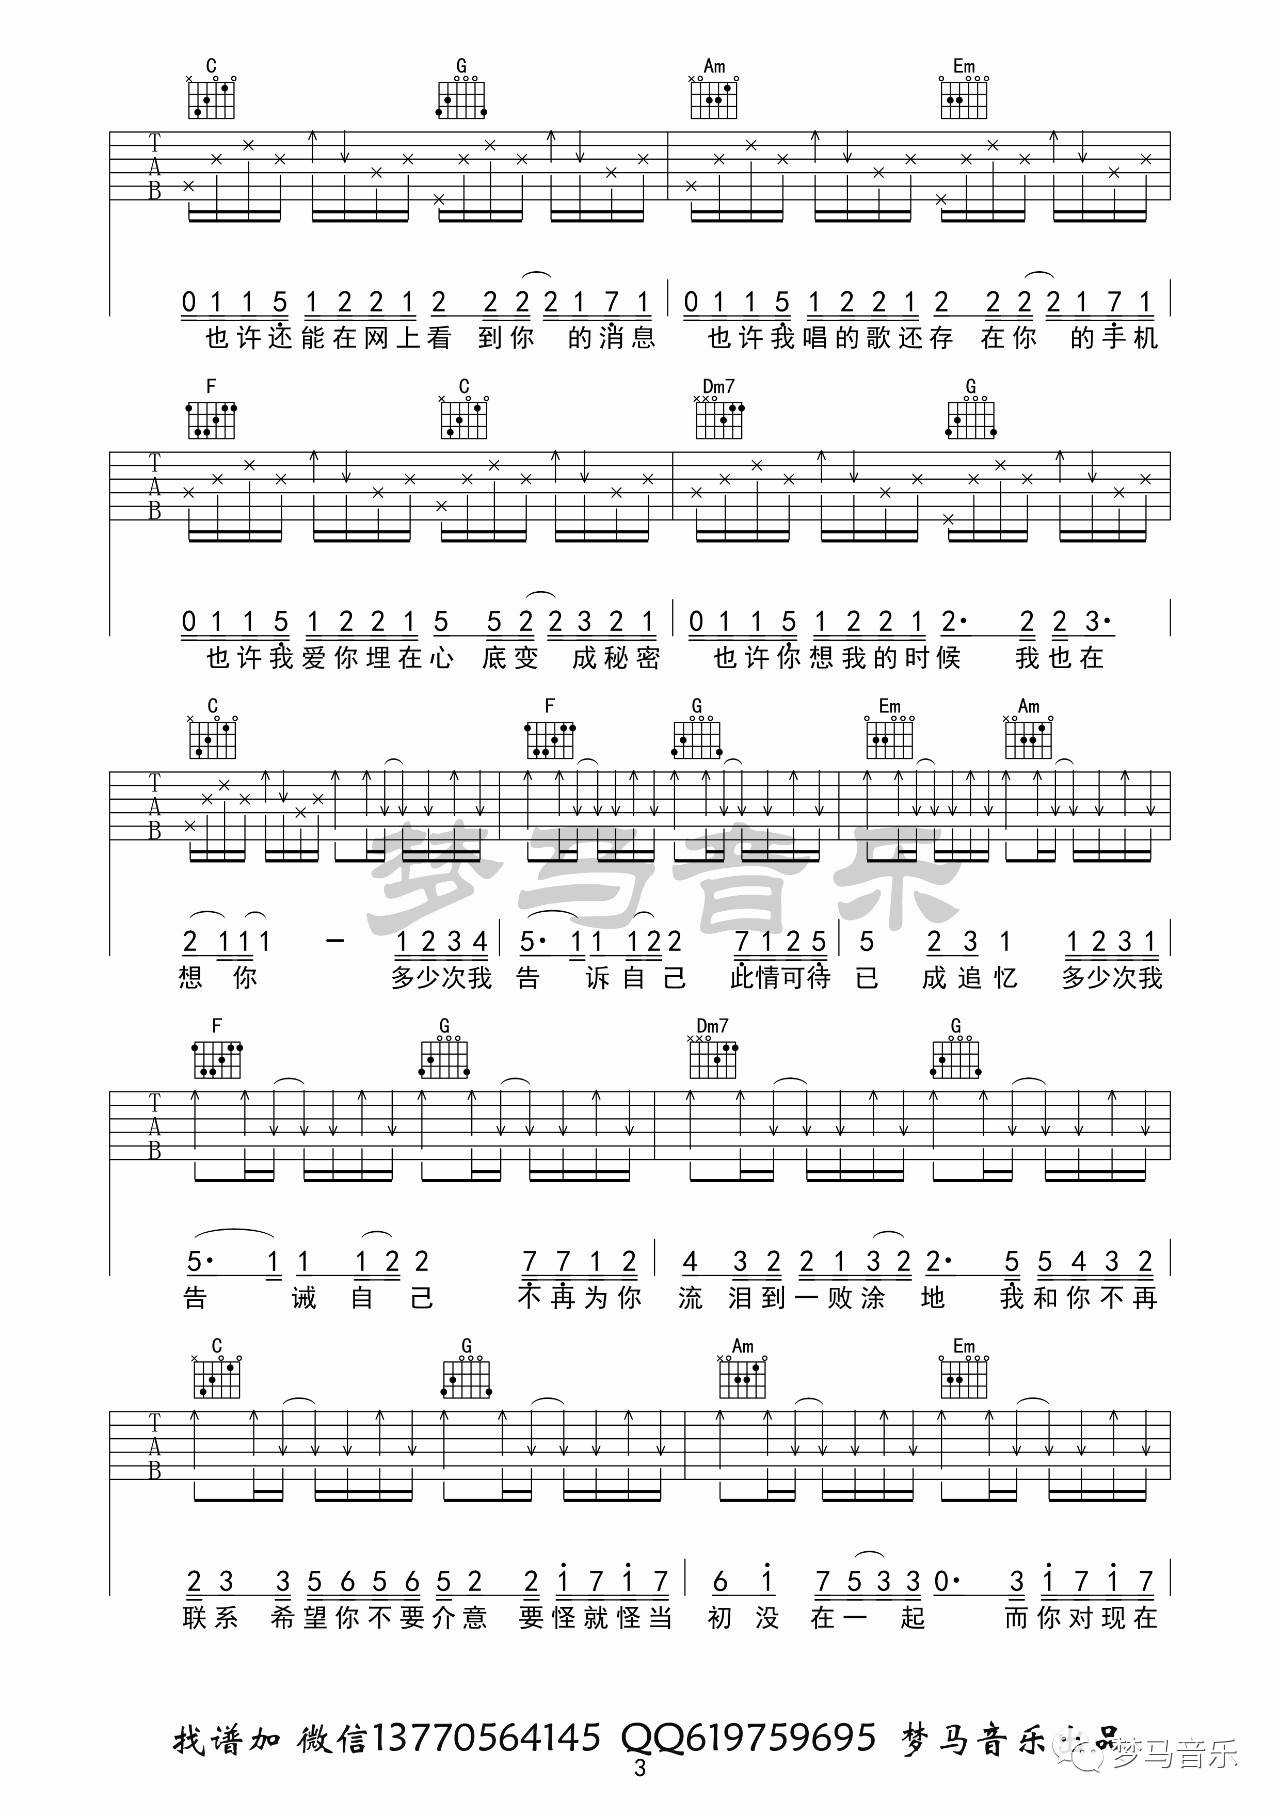 C G Am Em
T A B
0 1 1 5 1 2 2 1 2 2 2 2 1 7 1 0 1 1 5 1 2 2 1 2 2 2 2 1 7 1
也许还能在网上看 到你 的消息 也许我唱的歌还存 在你 的手机
F C Dm7 G
T A B
0 1 1 5 1 2 2 1 5 5 2 2 3 2 1 0 1 1 5 1 2 2 1 2· 2 2 3·
也许我爱你埋在心 底变 成秘密 也许你想我的时候 我也在
C F G Em Am
T A B
2 1 1 1 – 1 2 3 4 5· 1 1 1 2 2 7 1 2 5 5 2 3 1 1 2 3 1
想 你 多少次我 告 诉自己 此情可待 已 成追忆 多少次我
梦马音乐
F G Dm7 G
T A B
5· 1 1 1 2 2 7 7 1 2 4 3 2 2 1 3 2 2· 5 5 4 3 2
告 诫 自 己 不再为你 流 泪到一败涂 地 我和你不再
C G Am Em
T A B
2 3 3 5 6 5 6 5 2 2 1 7 1 7 6 1 7 5 3 3 0· 3 1 7 1 7
联系 希望你不要介意 要怪就怪当 初没 在一 起 而你对现在
找谱加 微信13770564145 QQ619759695 梦马音乐出品
梦马音乐
3